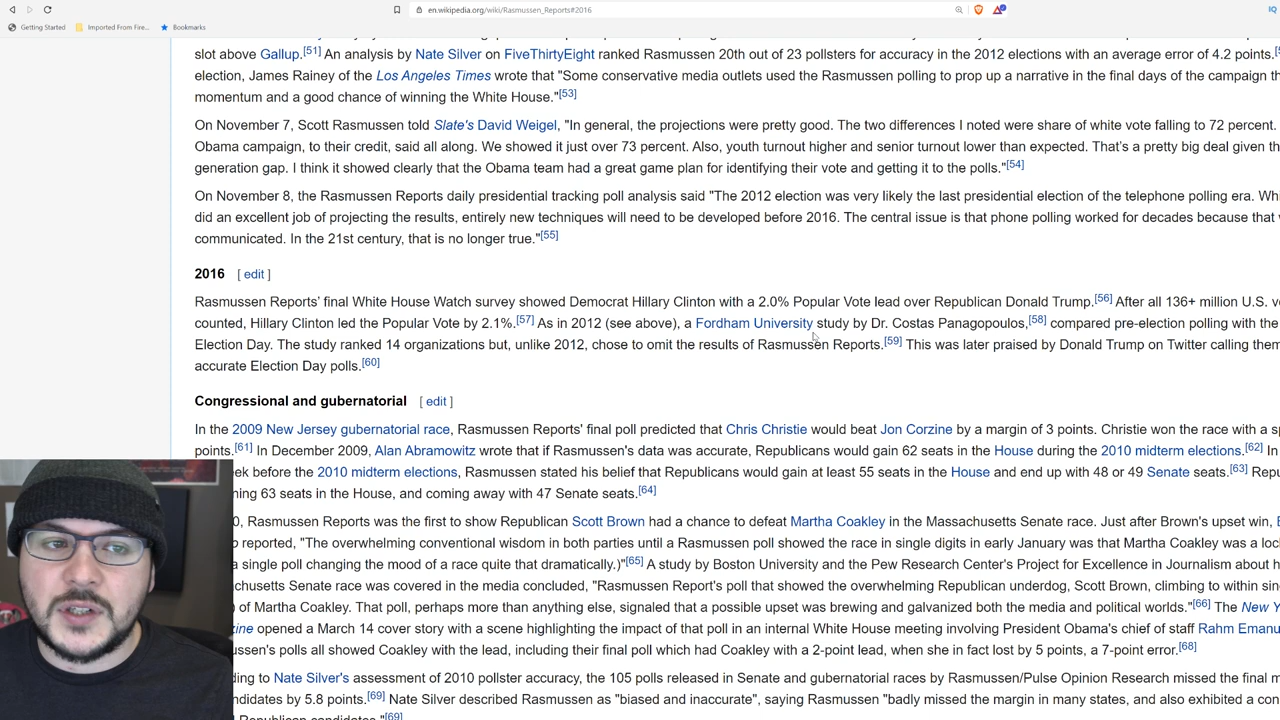 en.wikipedia.org/wiki/Rasmussen_Reports#2016
IQ
Getting Started
Imported From Fire...
Bookmarks
slot above Gallup.[51] An analysis by Nate Silver on FiveThirtyEight ranked Rasmussen 20th out of 23 pollsters for accuracy in the 2012 elections with an average error of 4.2 points.
election, James Rainey of the Los Angeles Times wrote that "Some conservative media outlets used the Rasmussen polling to prop up a narrative in the final days of the campaign
momentum and a good chance of winning the White House."[53]
On November 7, Scott Rasmussen told Slate's David Weigel, "In general, the projections were pretty good. The two differences I noted were share of white vote falling to 72 percent.
Obama campaign, to their credit, said all along. We showed it just over 73 percent. Also, youth turnout higher and senior turnout lower than expected. That's a pretty big deal given
generation gap. I think it showed clearly that the Obama team had a great game plan for identifying their vote and getting it to the polls."[54]
On November 8, the Rasmussen Reports daily presidential tracking poll analysis said "The 2012 election was very likely the last presidential election of the telephone polling era. Whi
did an excellent job of projecting the results, entirely new techniques will need to be developed before 2016. The central issue is that phone polling worked for decades because that
communicated. In the 21st century, that is no longer true."[55]
2016 [ edit ]
Rasmussen Reports' final White House Watch survey showed Democrat Hillary Clinton with a 2.0% Popular Vote lead over Republican Donald Trump.[56] After all 136+ million U.S. v
counted, Hillary Clinton led the Popular Vote by 2.1%.[57] As in 2012 (see above), a Fordham University study by Dr. Costas Panagopoulos,[58] compared pre-election polling with the
Election Day. The study ranked 14 organizations but, unlike 2012, chose to omit the results of Rasmussen Reports.[59] This was later praised by Donald Trump on Twitter calling them
accurate Election Day polls.[60]
Congressional and gubernatorial [ edit ]
In the 2009 New Jersey gubernatorial race, Rasmussen Reports' final poll predicted that Chris Christie would beat Jon Corzine by a margin of 3 points. Christie won the race with a
points.[61] In December 2009, Alan Abramowitz wrote that if Rasmussen's data was accurate, Republicans would gain 62 seats in the House during the 2010 midterm elections.[62] In
ek before the 2010 midterm elections, Rasmussen stated his belief that Republicans would gain at least 55 seats in the House and end up with 48 or 49 Senate seats.[63] Repu
ning 63 seats in the House, and coming away with 47 Senate seats.[64]
0, Rasmussen Reports was the first to show Republican Scott Brown had a chance to defeat Martha Coakley in the Massachusetts Senate race. Just after Brown's upset win,
o reported, "The overwhelming conventional wisdom in both parties until a Rasmussen poll showed the race in single digits in early January was that Martha Coakley was a loc
a single poll changing the mood of a race quite that dramatically.)"[65] A study by Boston University and the Pew Research Center's Project for Excellence in Journalism about
sachusetts Senate race was covered in the media concluded, "Rasmussen Report's poll that showed the overwhelming Republican underdog, Scott Brown, climbing to within
of Martha Coakley. That poll, perhaps more than anything else, signaled that a possible upset was brewing and galvanized both the media and political worlds."[66] The New Y
zine opened a March 14 cover story with a scene highlighting the impact of that poll in an internal White House meeting involving President Obama's chief of staff Rahm Emanu
ssen's polls all showed Coakley with the lead, including their final poll which had Coakley with a 2-point lead, when she in fact lost by 5 points, a 7-point error.[68]
ding to Nate Silver's assessment of 2010 pollster accuracy, the 105 polls released in Senate and gubernatorial races by Rasmussen/Pulse Opinion Research missed the final m
ndidates by 5.8 points.[69] Nate Silver described Rasmussen as "biased and inaccurate", saying Rasmussen "badly missed the margin in many states, and also exhibited a con